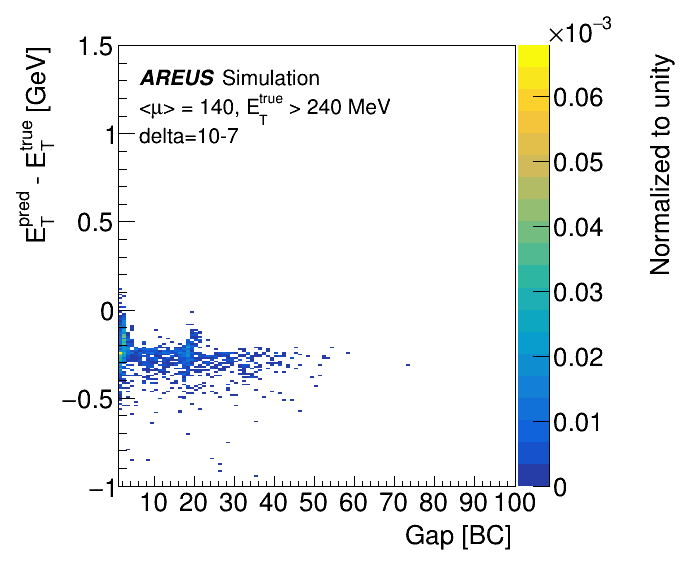 ×10⁻³
AREUS Simulation
<μ> = 140, E_T^true > 240 MeV
delta=10-7
E_T^pred - E_T^true [GeV]
1.5
1
0.5
0
−0.5
−1
10 20 30 40 50 60 70 80 90 100
Gap [BC]
0.06
0.05
0.04
0.03
0.02
0.01
0
Normalized to unity